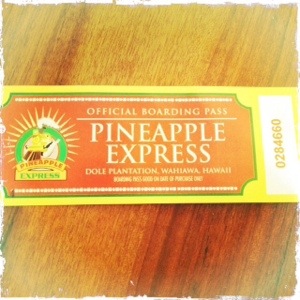 OFFICIAL BOARDING PASS
PINEAPPLE
EXPRESS
DOLE PLANTATION, WAHIAWA, HAWAII
BOARDING PASS GOOD ON DATE OF PURCHASE ONLY
PINEAPPLE
EXPRESS
0284660